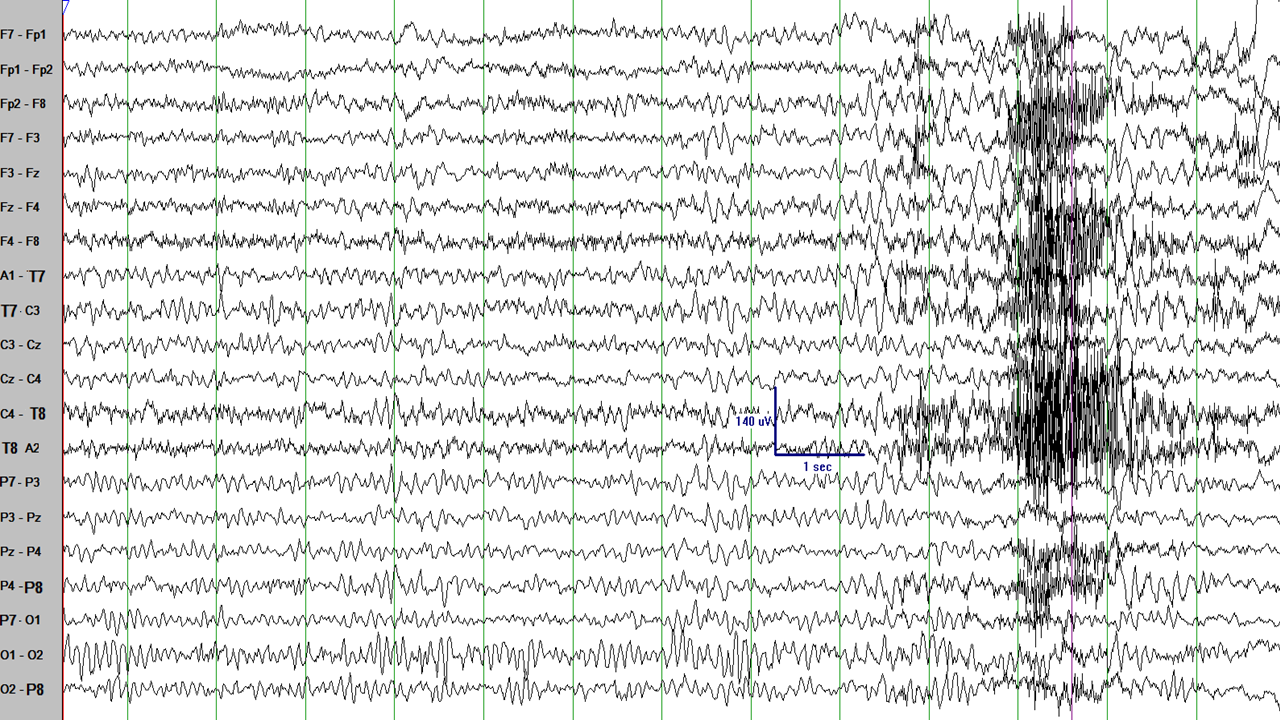 F7 - Fp1
Fp1 - Fp2
Fp2 - F8
F7 - F3
F3 - Fz
Fz - F4
F4 - F8
A1 - T7
T7 - C3
C3 - Cz
Cz - C4
C4 - T8
T8 A2
P7 - P3
P3 - Pz
Pz - P4
P4 - P8
P7 - O1
O1 - O2
O2 - P8
140 uV
1 sec